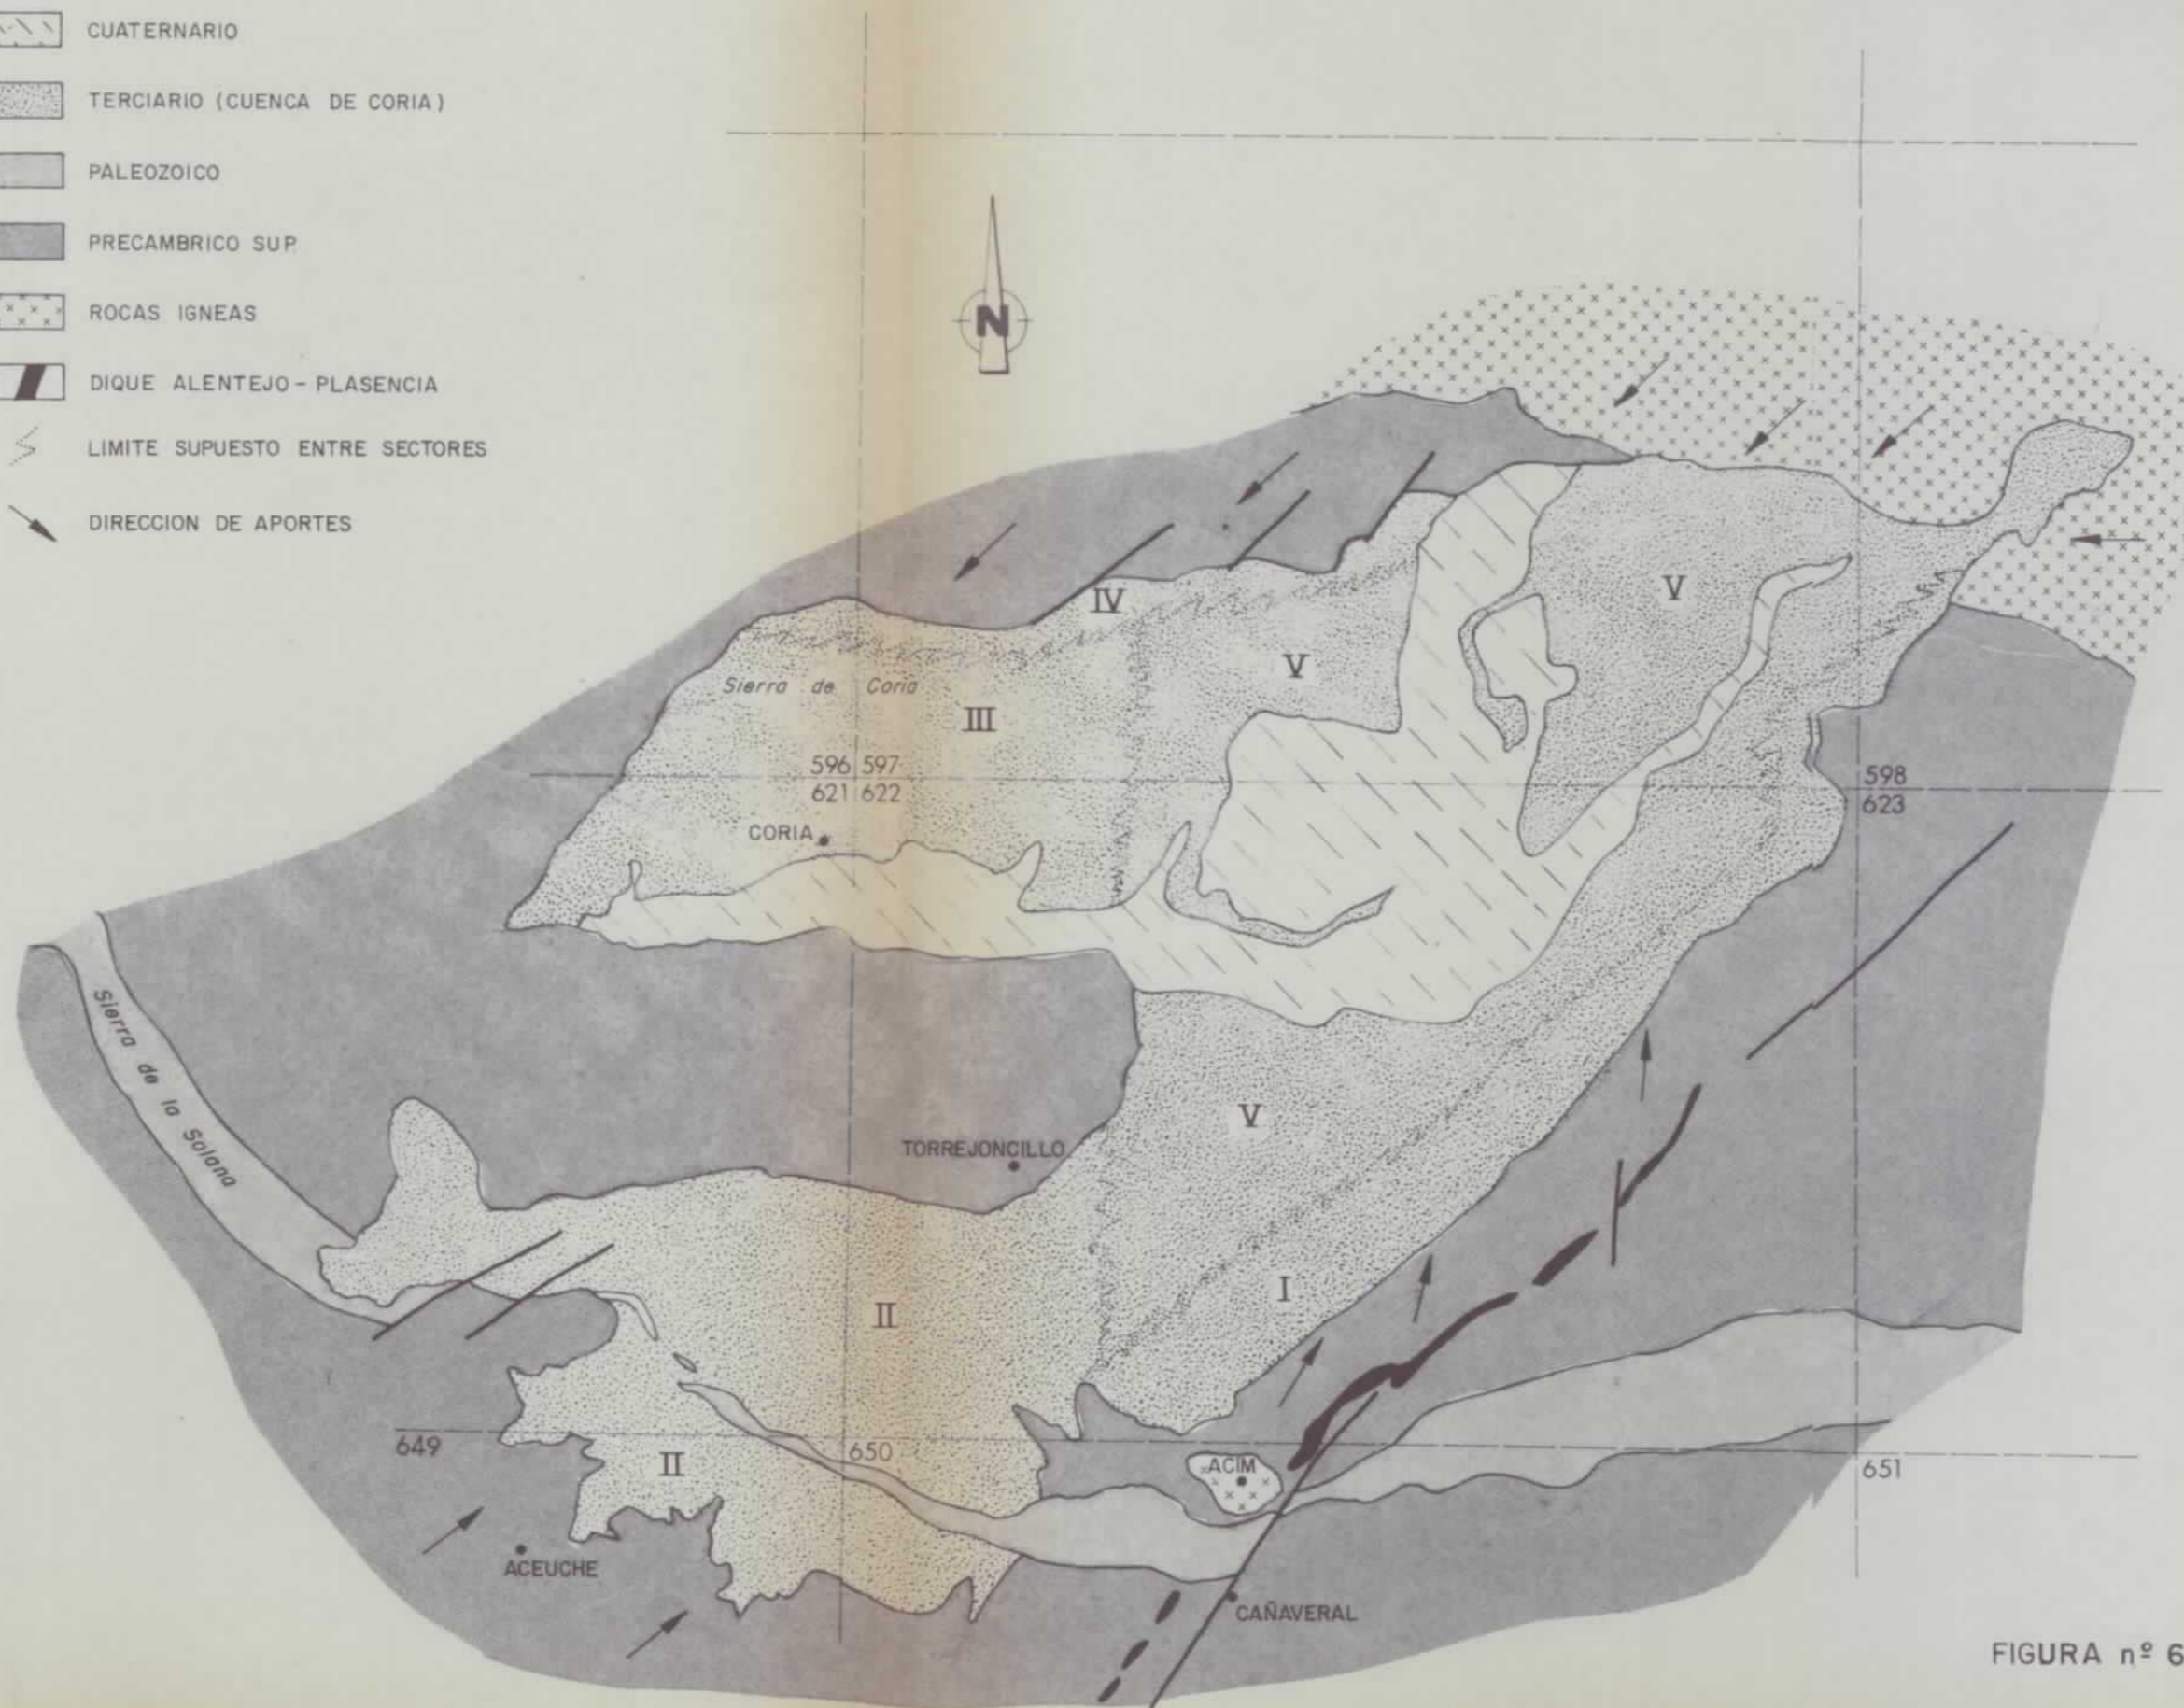 CUATERNARIO
TERCIARIO (CUENCA DE CORIA)
PALEOZOICO
PRECAMBRICO SUP.
ROCAS IGNEAS
DIQUE ALENTEJO-PLASENCIA
LIMITE SUPUESTO ENTRE SECTORES
DIRECCION DE APORTES
N
IV
V
V
Sierra de Coria
III
596 597
621 622
598
623
CORIA
Sierra de la Solana
V
TORREJONCILLO
I
II
649
650
II
ACIM
651
ACEUCHE
CAÑAVERAL
FIGURA nº 6